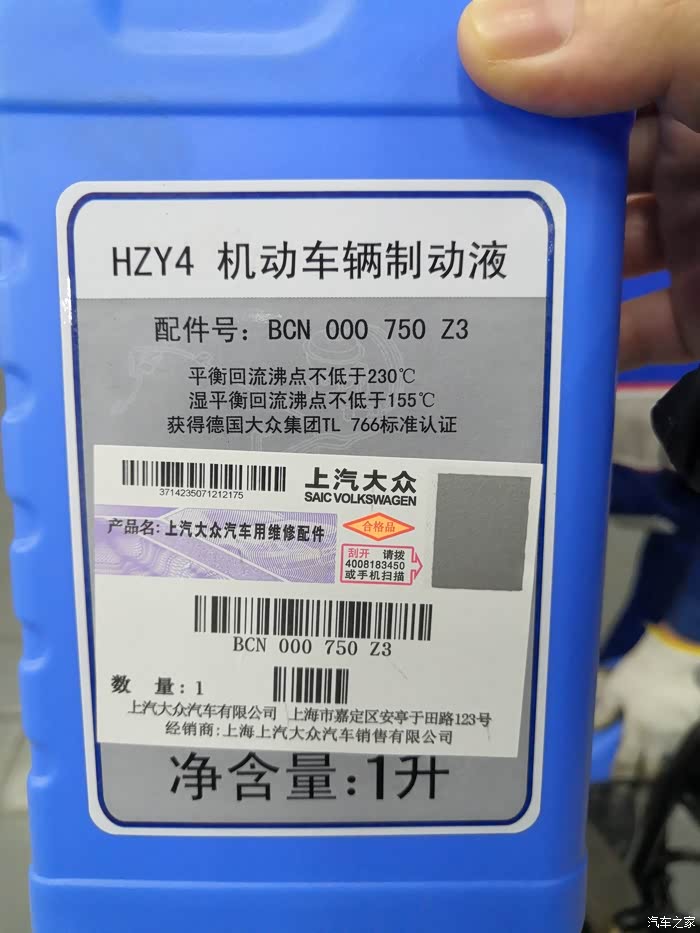 HZY4 机动车辆制动液
配件号: BCN 000 750 Z3
平衡回流沸点不低于230℃
湿平衡回流沸点不低于155℃
获得德国大众集团TL 766标准认证
3714235071212175
上汽大众
SAIC VOLKSWAGEN
产品名: 上汽大众汽车用维修配件
合格品
刮开 请拨
4008183450
或手机扫描
BCN 000 750 Z3
数 量: 1
上汽大众汽车有限公司 上海市嘉定区安亭于田路123号
经销商: 上海上汽大众汽车销售有限公司
净含量: 1升
汽车之家